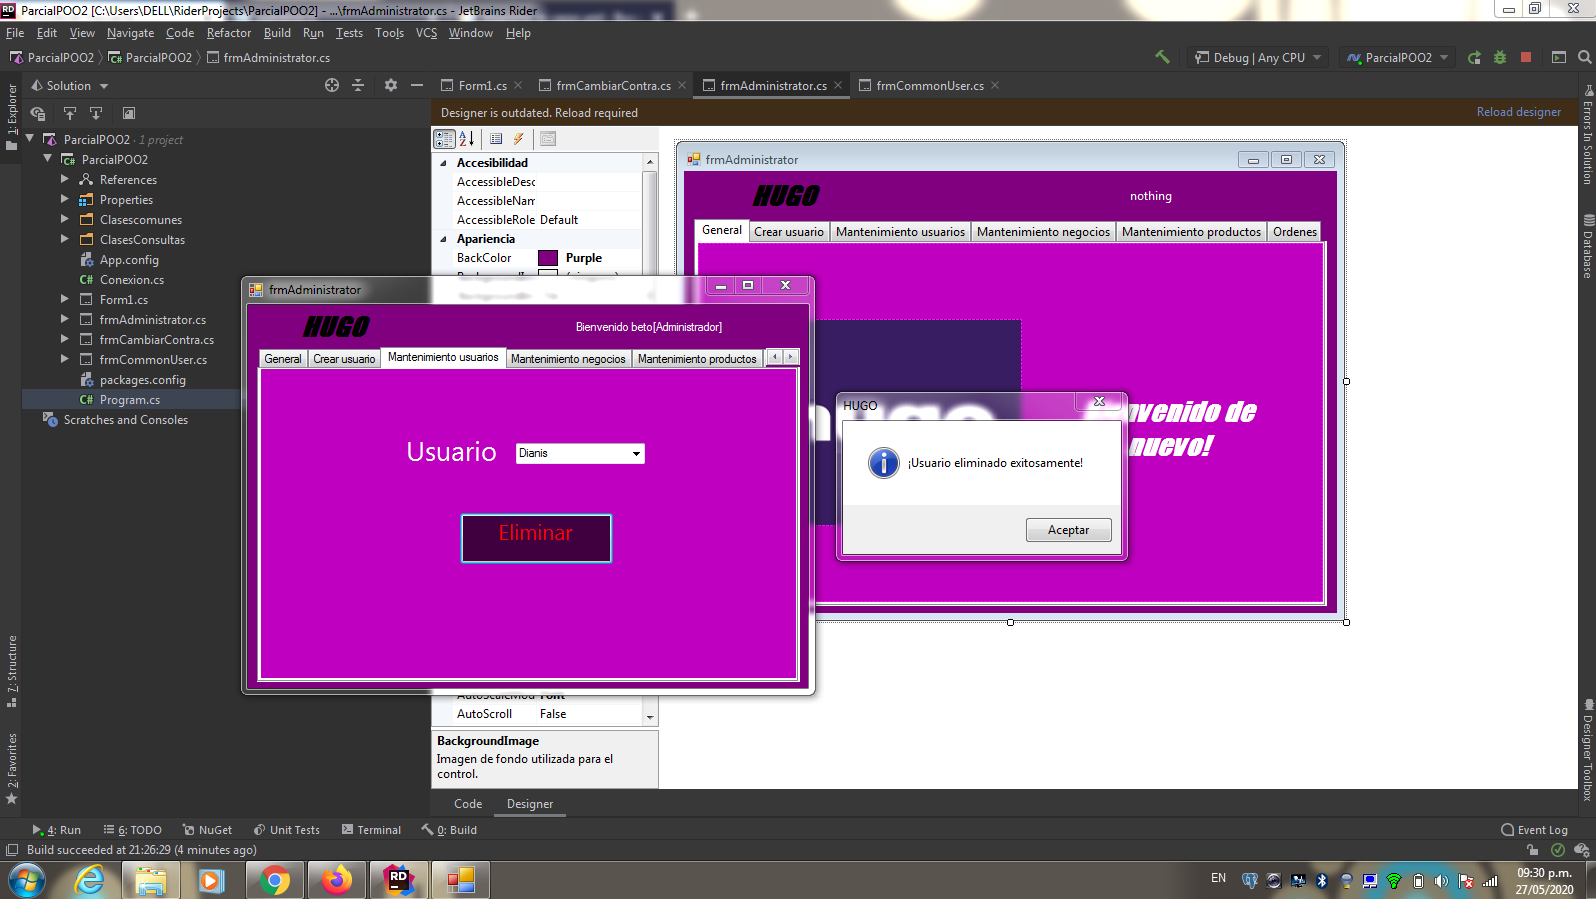 ParcialPOO2 [C:\Users\DELL\RiderProjects\ParcialPOO2] - ...\frmAdministrator.cs - JetBrains Rider
File Edit View Navigate Code Refactor Build Run Tests Tools VCS Window Help
ParcialPOO2 ParcialPOO2 frmAdministrator.cs
Debug | Any CPU
ParcialPOO2
Solution
Form1.cs
frmCambiarContra.cs
frmAdministrator.cs
frmCommonUser.cs
Designer is outdated. Reload required
Reload designer
1: Explorer
ParcialPOO2 · 1 project
ParcialPOO2
References
Properties
Clasescomunes
ClasesConsultas
App.config
Conexion.cs
Form1.cs
frmAdministrator.cs
frmCambiarContra.cs
frmCommonUser.cs
packages.config
Program.cs
Scratches and Consoles
7: Structure
2: Favorites
Accesibilidad
AccessibleDesc
AccessibleNam
AccessibleRole Default
Apariencia
BackColor Purple
AutoScaleMod Font
AutoScroll False
BackgroundImage
Imagen de fondo utilizada para el
control.
frmAdministrator
HUGO
nothing
General
Crear usuario
Mantenimiento usuarios
Mantenimiento negocios
Mantenimiento productos
Ordenes
nvenido de
nuevo!
frmAdministrator
HUGO
Bienvenido beto[Administrador]
General
Crear usuario
Mantenimiento usuarios
Mantenimiento negocios
Mantenimiento productos
Usuario
Dianis
Eliminar
HUGO
¡Usuario eliminado exitosamente!
Aceptar
Errors In Solution
Database
Designer Toolbox
Code
Designer
4: Run
6: TODO
NuGet
Unit Tests
Terminal
0: Build
Event Log
Build succeeded at 21:26:29 (4 minutes ago)
EN
09:30 p.m.
27/05/2020